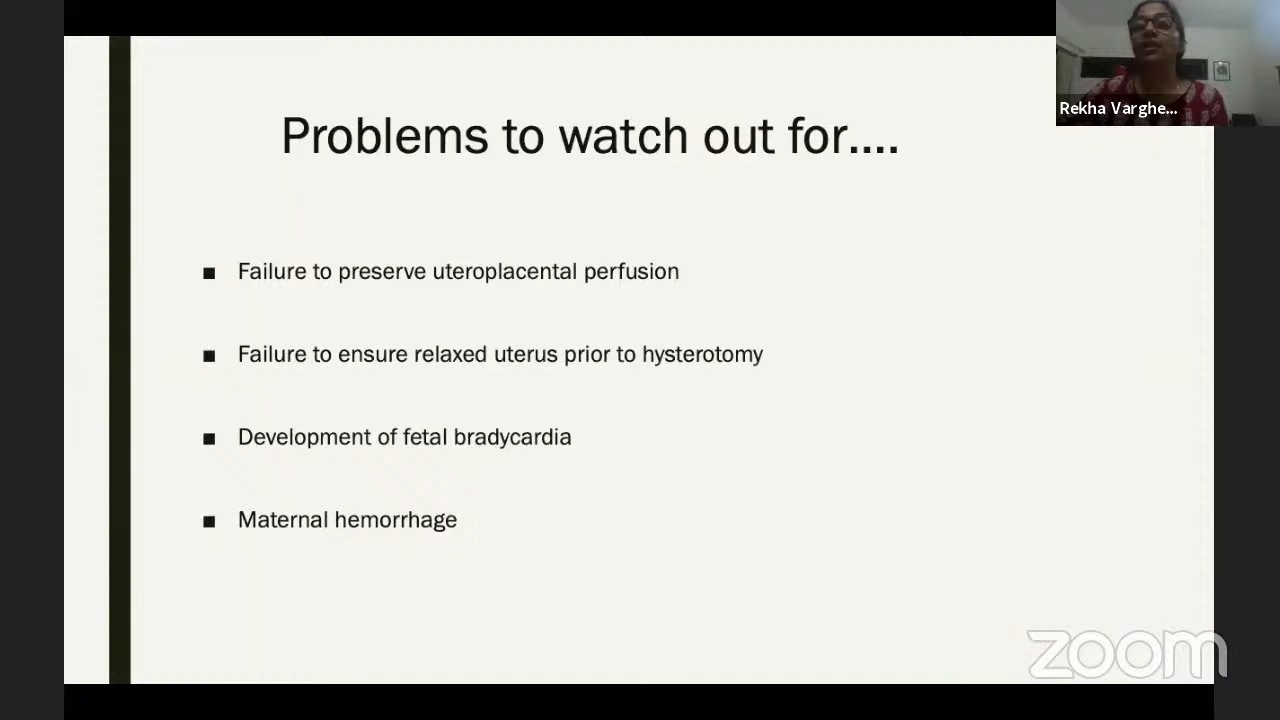 Problems to watch out for....
Rekha Varghe...
■ Failure to preserve uteroplacental perfusion
■ Failure to ensure relaxed uterus prior to hysterotomy
■ Development of fetal bradycardia
■ Maternal hemorrhage
zoom